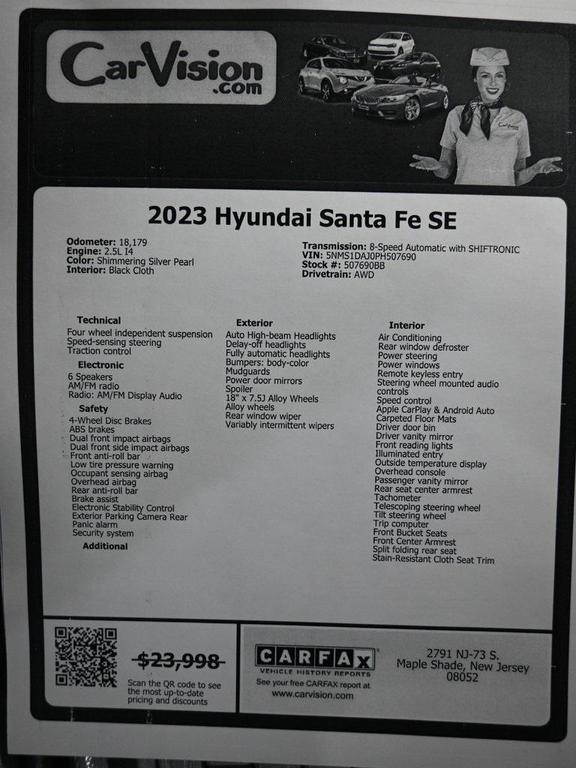 CarVision
.com
CarVision
2023 Hyundai Santa Fe SE
Odometer: 18,179
Engine: 2.5L I4
Color: Shimmering Silver Pearl
Interior: Black Cloth
Transmission: 8-Speed Automatic with SHIFTRONIC
VIN: 5NMS1DAJ0PH507690
Stock #: 507690BB
Drivetrain: AWD
Technical
Four wheel independent suspension
Speed-sensing steering
Traction control
Electronic
6 Speakers
AM/FM radio
Radio: AM/FM Display Audio
Safety
4-Wheel Disc Brakes
ABS brakes
Dual front impact airbags
Dual front side impact airbags
Front anti-roll bar
Low tire pressure warning
Occupant sensing airbag
Overhead airbag
Rear anti-roll bar
Brake assist
Electronic Stability Control
Exterior Parking Camera Rear
Panic alarm
Security system
Additional
Exterior
Auto High-beam Headlights
Delay-off headlights
Fully automatic headlights
Bumpers: body-color
Mudguards
Power door mirrors
Spoiler
18" x 7.5J Alloy Wheels
Alloy wheels
Rear window wiper
Variably intermittent wipers
Interior
Air Conditioning
Rear window defroster
Power steering
Power windows
Remote keyless entry
Steering wheel mounted audio
controls
Speed control
Apple CarPlay & Android Auto
Carpeted Floor Mats
Driver door bin
Driver vanity mirror
Front reading lights
Illuminated entry
Outside temperature display
Overhead console
Passenger vanity mirror
Rear seat center armrest
Tachometer
Telescoping steering wheel
Tilt steering wheel
Trip computer
Front Bucket Seats
Front Center Armrest
Split folding rear seat
Stain-Resistant Cloth Seat Trim
$23,998
Scan the QR code to see
the most up-to-date
pricing and discounts
CARFAX
VEHICLE HISTORY REPORTS
See your free CARFAX report at
www.carvision.com
2791 NJ-73 S.
Maple Shade, New Jersey
08052